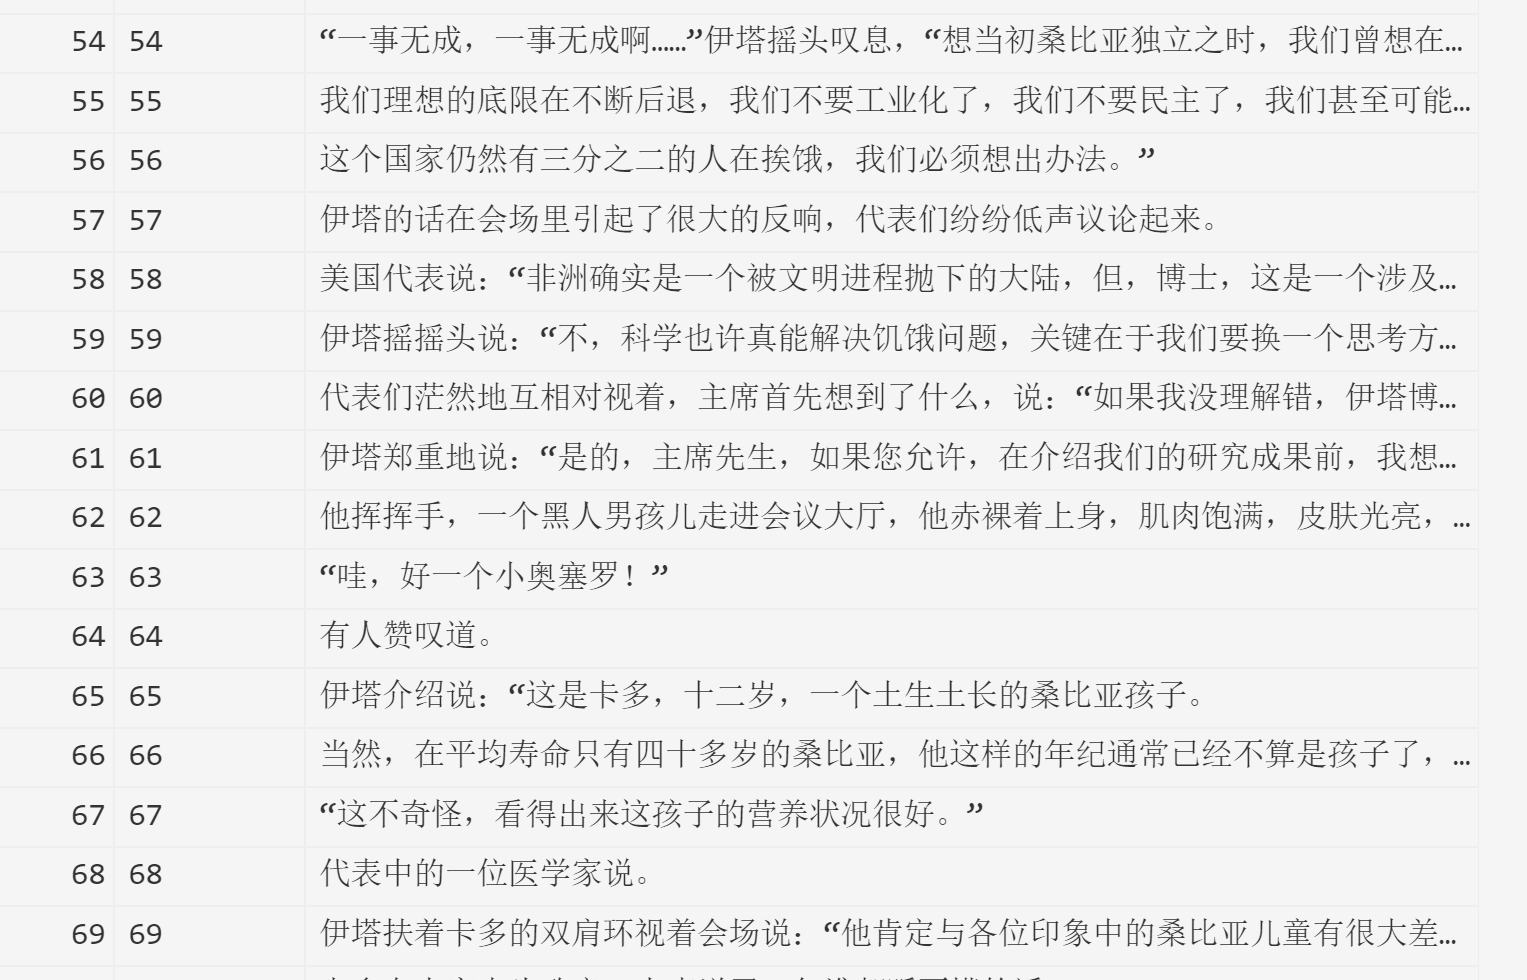 54 54 “一事无成，一事无成啊……”伊塔摇头叹息，“想当初桑比亚独立之时，我们曾想在…
55 55 我们理想的底限在不断后退，我们不要工业化了，我们不要民主了，我们甚至可能…
56 56 这个国家仍然有三分之二的人在挨饿，我们必须想出办法。”
57 57 伊塔的话在会场里引起了很大的反响，代表们纷纷低声议论起来。
58 58 美国代表说：“非洲确实是一个被文明进程抛下的大陆，但，博士，这是一个涉及…
59 59 伊塔摇摇头说：“不，科学也许真能解决饥饿问题，关键在于我们要换一个思考方…
60 60 代表们茫然地互相对视着，主席首先想到了什么，说：“如果我没理解错，伊塔博…
61 61 伊塔郑重地说：“是的，主席先生，如果您允许，在介绍我们的研究成果前，我想…
62 62 他挥挥手，一个黑人男孩儿走进会议大厅，他赤裸着上身，肌肉饱满，皮肤光亮，…
63 63 “哇，好一个小奥塞罗！”
64 64 有人赞叹道。
65 65 伊塔介绍说：“这是卡多，十二岁，一个土生土长的桑比亚孩子。
66 66 当然，在平均寿命只有四十多岁的桑比亚，他这样的年纪通常已经不算是孩子了，…
67 67 “这不奇怪，看得出来这孩子的营养状况很好。”
68 68 代表中的一位医学家说。
69 69 伊塔扶着卡多的双肩环视着会场说：“他肯定与各位印象中的桑比亚儿童有很大差…